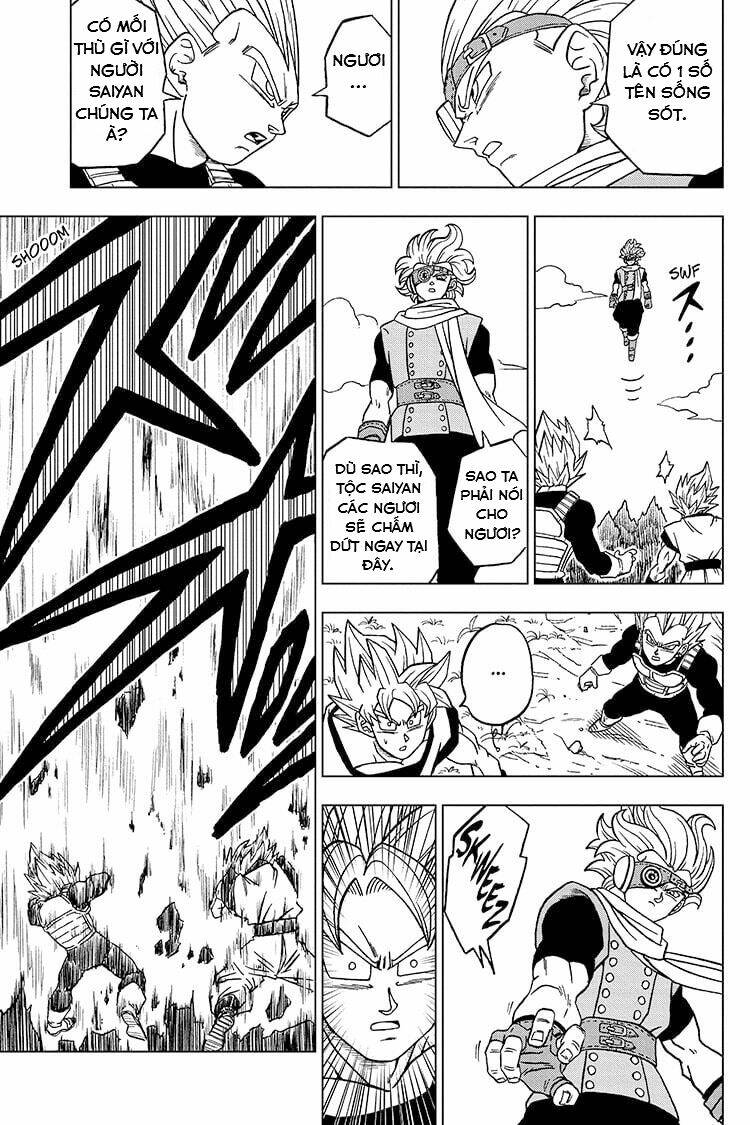 VẬY ĐÚNG
LÀ CÓ 1 SỐ
TÊN SỐNG
SÓT.
NGƯƠI
...
CÓ MỐI
THÙ GÌ VỚI
NGƯỜI
SAIYAN
CHÚNG TA
À?
SWF
ス...
SAO TA
PHẢI NÓI
CHO
NGƯƠI?
DÙ SAO THÌ,
TỘC SAIYAN
CÁC NGƯƠI
SẼ CHẤM
DỨT NGAY TẠI
ĐÂY.
...
SKNEEZ
SHOOOM